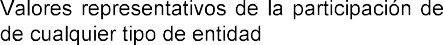 Valores representativos de la participación de
de cualquier tipo de entidad